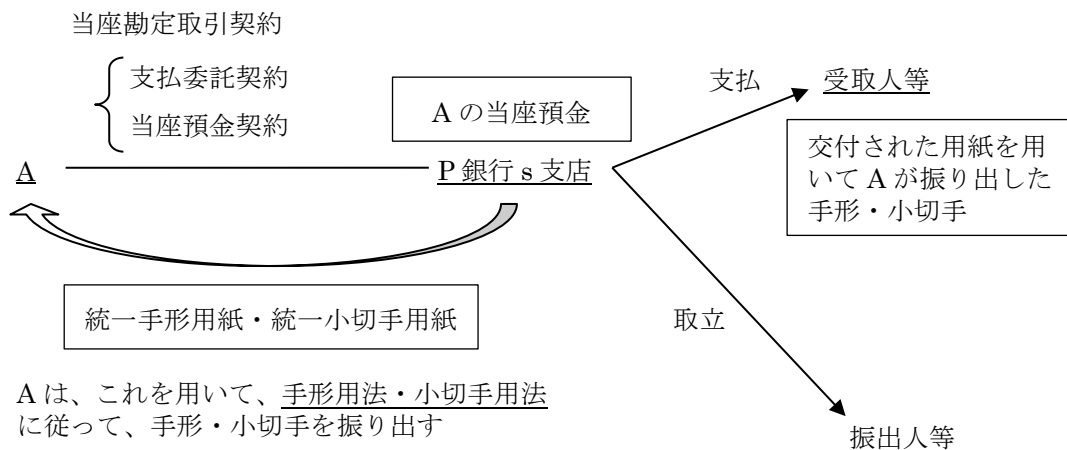 当座勘定取引契約
支払委託契約
当座預金契約
A の当座預金
支払
受取人等
A
P 銀行 s 支店
交付された用紙を用
いて A が振り出した
手形・小切手
統一手形用紙・統一小切手用紙
取立
A は、これを用いて、手形用法・小切手用法
に従って、手形・小切手を振り出す
振出人等